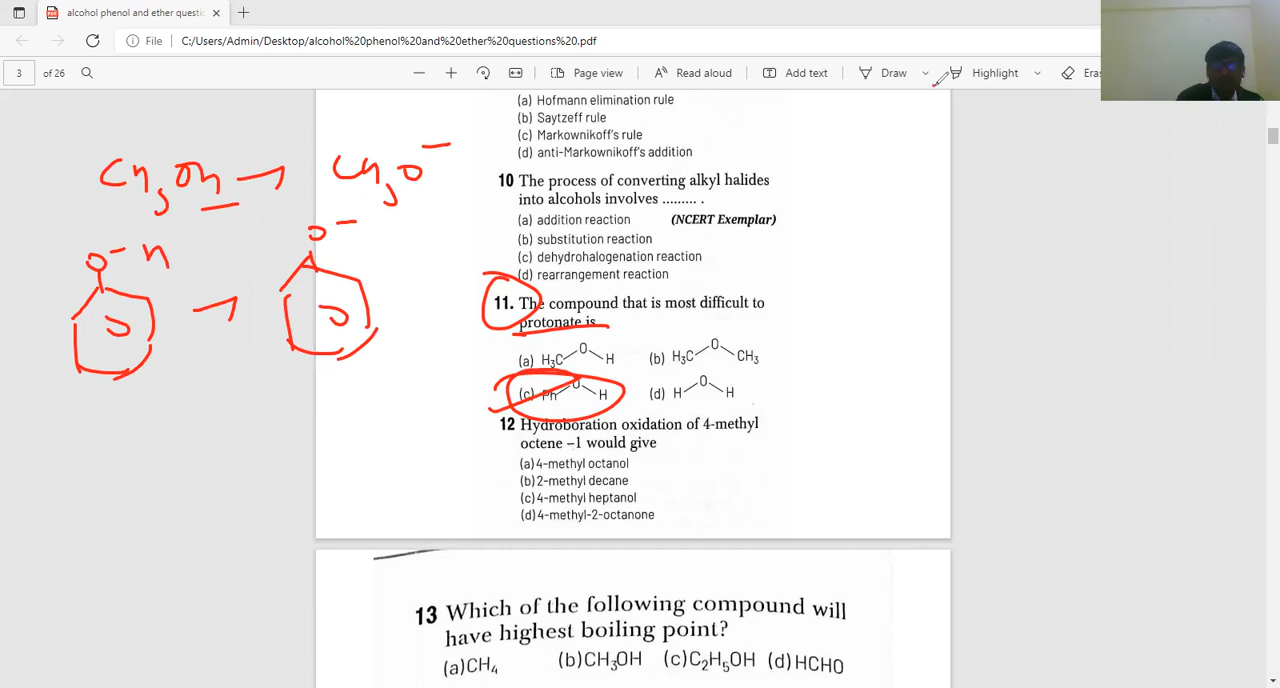 alcohol phenol and ether questi
File
C:/Users/Admin/Desktop/alcohol%20phenol%20and%20ether%20questions%20.pdf
3 of 26
Page view
Read aloud
Add text
Draw
Highlight
Eras
(a) Hofmann elimination rule
(b) Saytzeff rule
(c) Markownikoff's rule
(d) anti-Markownikoff's addition
10 The process of converting alkyl halides
into alcohols involves ......... .
(a) addition reaction (NCERT Exemplar)
(b) substitution reaction
(c) dehydrohalogenation reaction
(d) rearrangement reaction
11. The compound that is most difficult to
protonate is
(a) H₃C O H (b) H₃C O CH₃
(c) Ph O H (d) H O H
12 Hydroboration oxidation of 4-methyl
octene –1 would give
(a) 4-methyl octanol
(b) 2-methyl decane
(c) 4-methyl heptanol
(d) 4-methyl-2-octanone
13 Which of the following compound will
have highest boiling point?
(a) CH₄ (b) CH₃OH (c) C₂H₅OH (d) HCHO
CH₃OH → CH₃O⁻
O⁻ H → O⁻